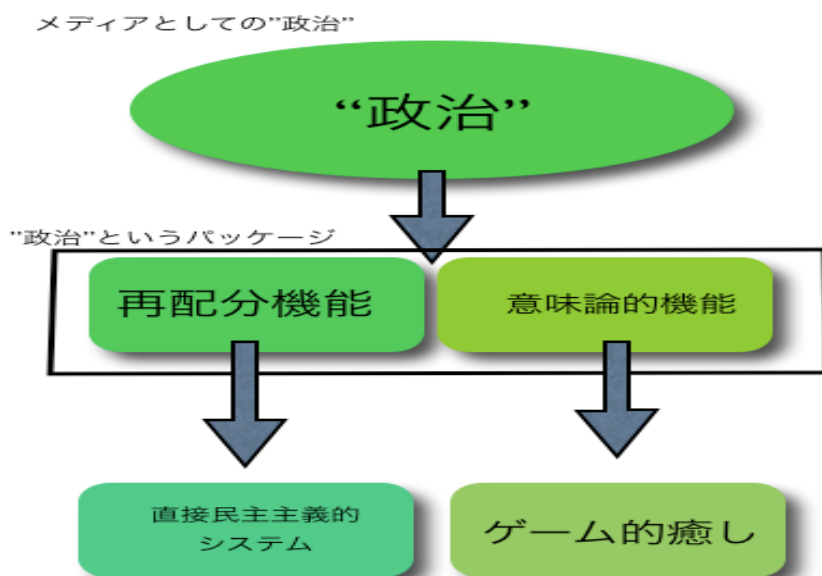 メディアとしての”政治”
“政治”
”政治”というパッケージ
再配分機能
意味論的機能
直接民主主義的
システム
ゲーム的癒し